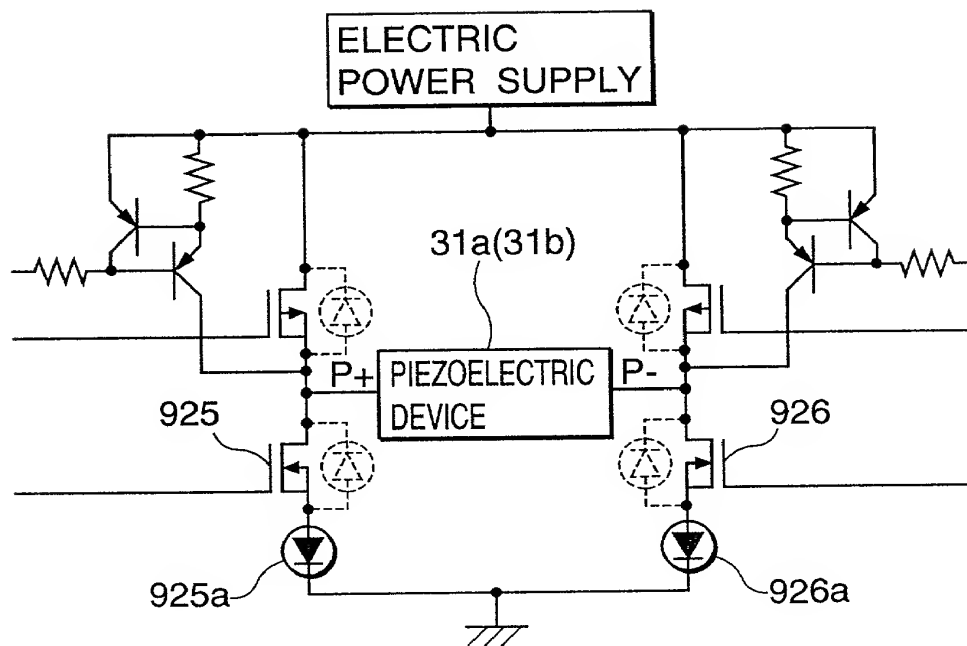 ELECTRIC
POWER SUPPLY
31a(31b)
P+
PIEZOELECTRIC
DEVICE
P-
925
926
925a
926a